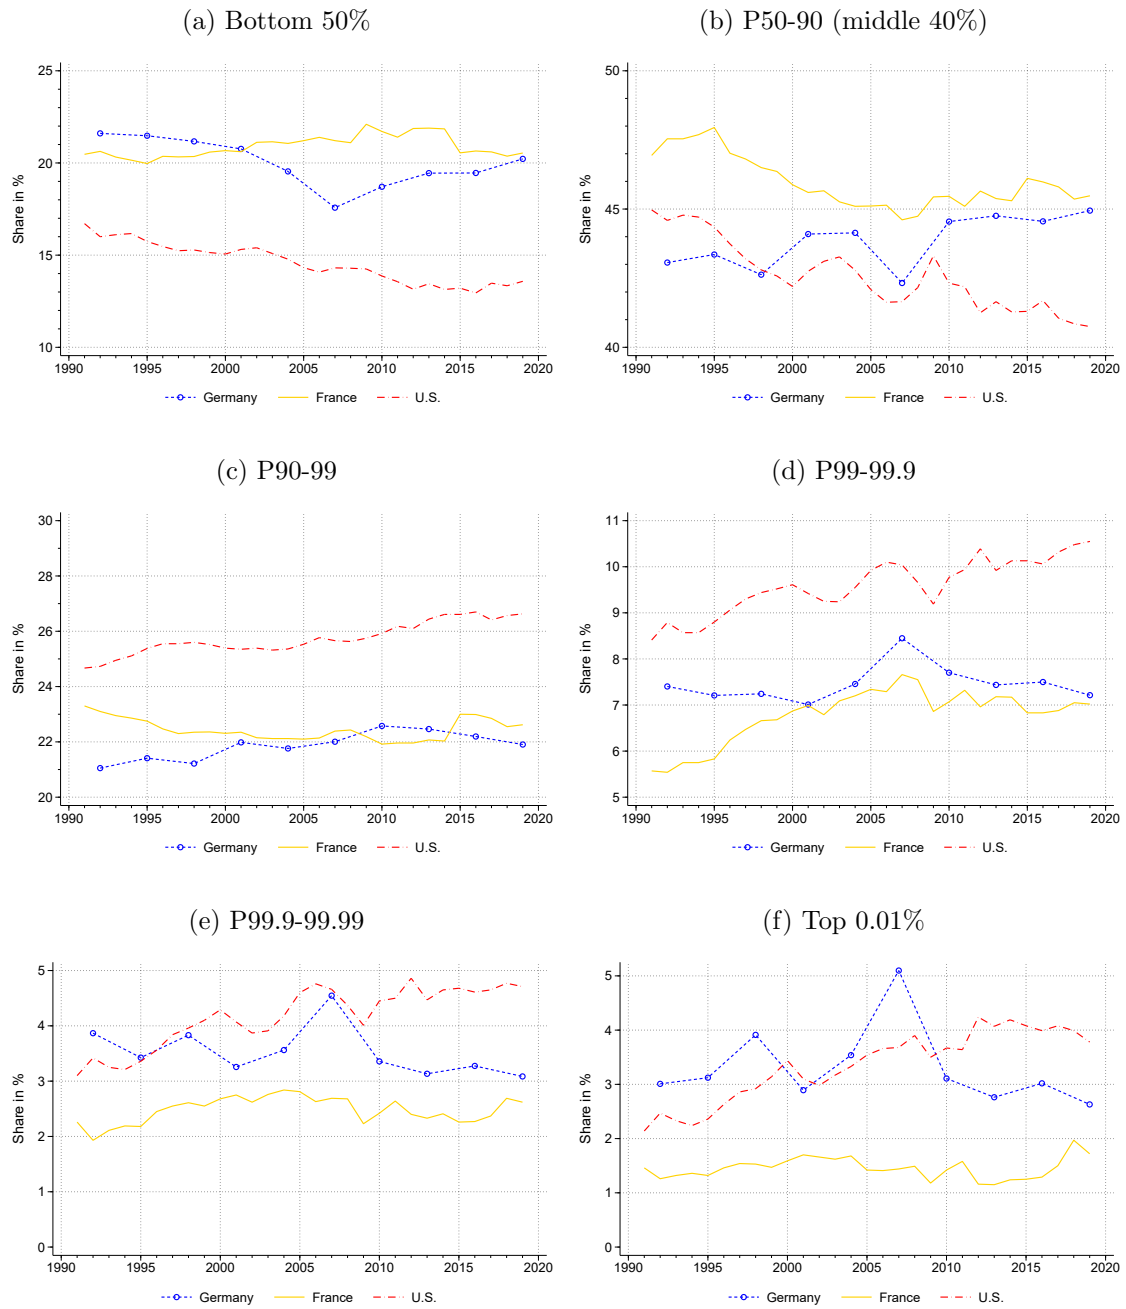 (a) Bottom 50%
(b) P50-90 (middle 40%)
Share in %
25
20
15
10
1990 1995 2000 2005 2010 2015 2020
Germany France U.S.
Share in %
50
45
40
1990 1995 2000 2005 2010 2015 2020
Germany France U.S.
(c) P90-99
(d) P99-99.9
Share in %
30
28
26
24
22
20
1990 1995 2000 2005 2010 2015 2020
Germany France U.S.
Share in %
11
10
9
8
7
6
5
1990 1995 2000 2005 2010 2015 2020
Germany France U.S.
(e) P99.9-99.99
(f) Top 0.01%
Share in %
5
4
3
2
1
0
1990 1995 2000 2005 2010 2015 2020
Germany France U.S.
Share in %
5
4
3
2
1
0
1990 1995 2000 2005 2010 2015 2020
Germany France U.S.